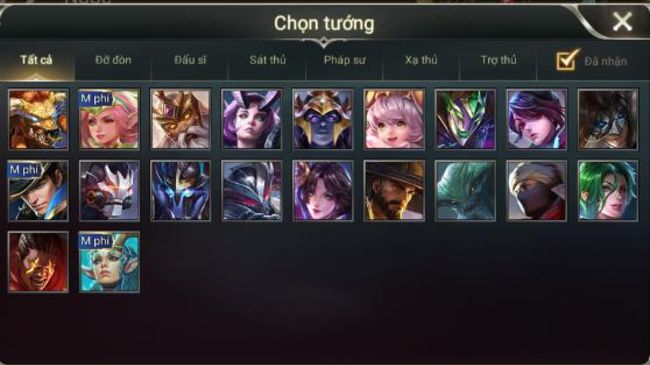 Chọn tướng
Tất cả Đỡ đòn Đấu sĩ Sát thủ Pháp sư Xạ thủ Trợ thủ Đã nhận
M phí
M phí
M phí